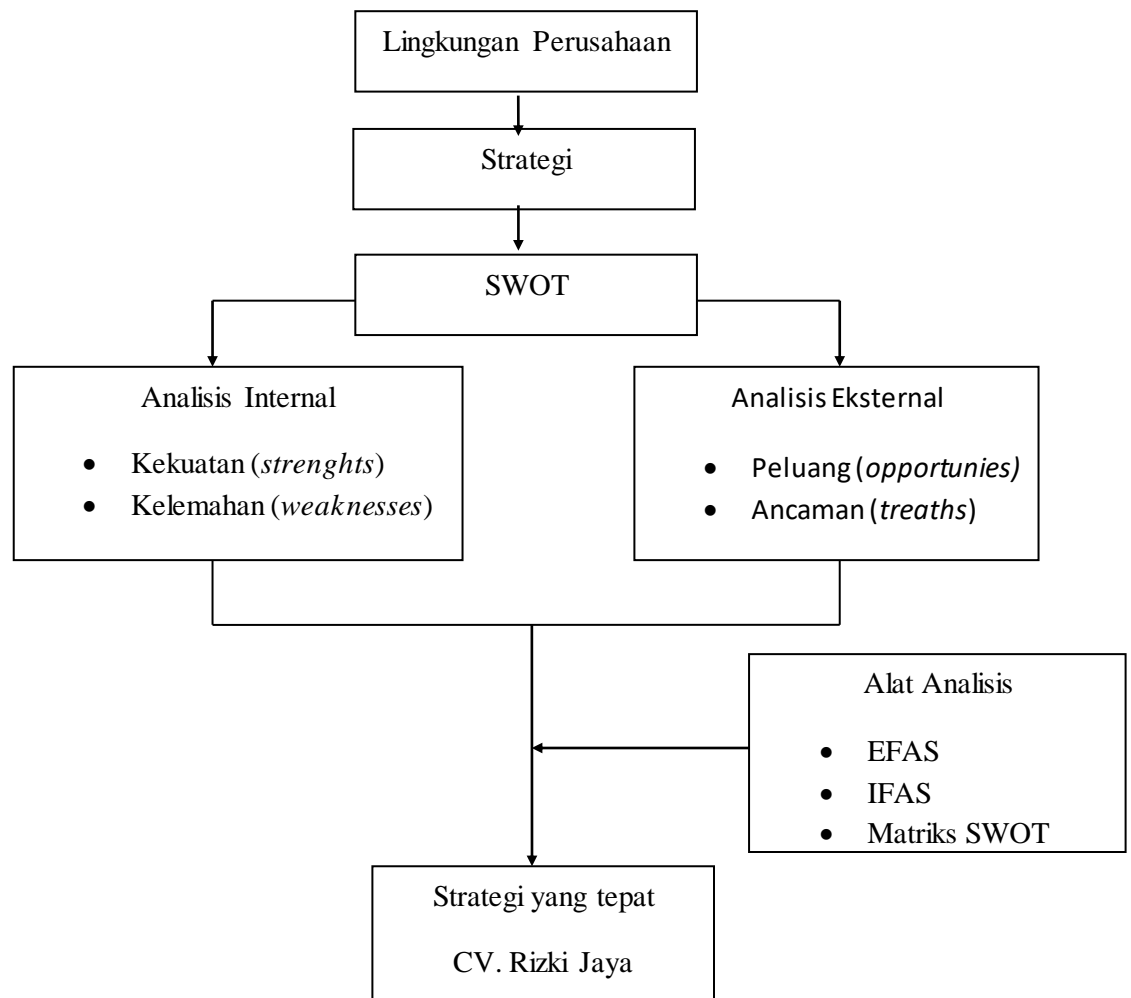 Lingkungan Perusahaan
Strategi
SWOT
Analisis Internal
• Kekuatan (strenghts)
• Kelemahan (weaknesses)
Analisis Eksternal
• Peluang (opportunies)
• Ancaman (treaths)
Alat Analisis
• EFAS
• IFAS
• Matriks SWOT
Strategi yang tepat
CV. Rizki Jaya